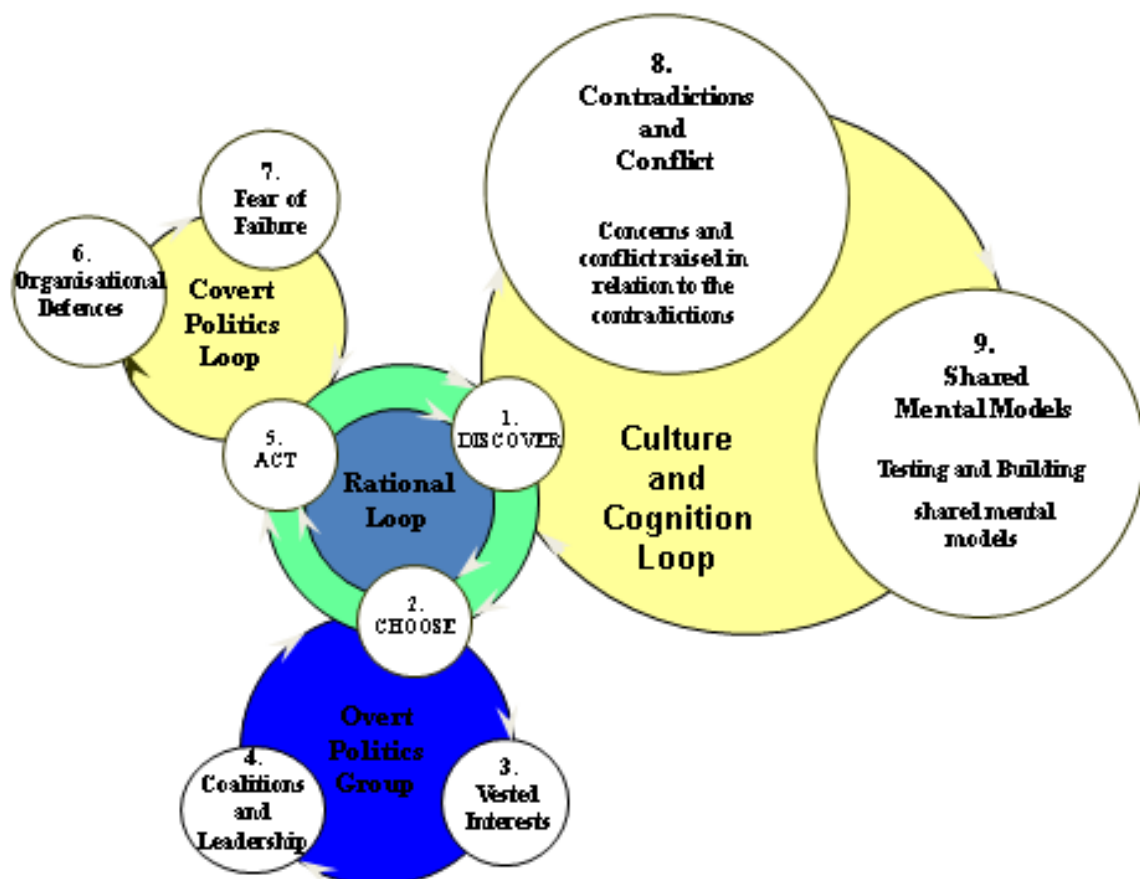 8.
Contradictions
and
Conflict
Concerns and
conflict raised in
relation to the
contradictions
7.
Fear of
Failure
6.
Organisational
Defences
Covert
Politics
Loop
9.
Shared
Mental Models
Testing and Building
shared mental
models
1.
DISCOVER
5.
ACT
Rational
Loop
Culture
and
Cognition
Loop
2.
CHOOSE
Overt
Politics
Group
4.
Coalitions
and
Leadership
3.
Vested
Interests